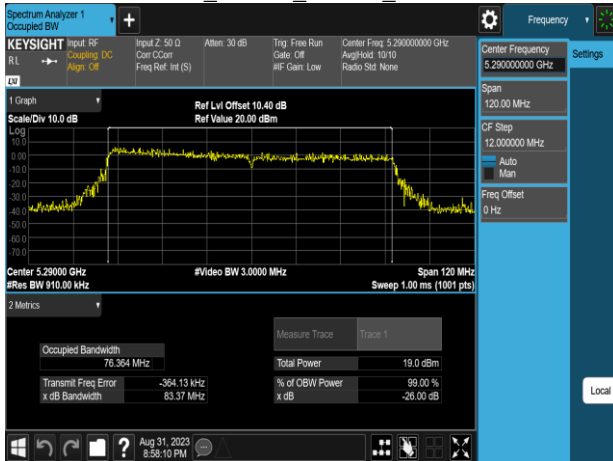 Spectrum Analyzer 1
Occupied BW
Frequency
KEYSIGHT
RL
Input: RF
Coupling: DC
Align: Off
Input Z: 50 Ω
Corr CCorr
Freq Ref: Int (S)
Atten: 30 dB
Trig: Free Run
Gate: Off
#IF Gain: Low
Center Freq: 5.290000000 GHz
Avg|Hold: 10/10
Radio Std: None
LXI
1 Graph
Scale/Div 10.0 dB
Ref Lvl Offset 10.40 dB
Ref Value 20.00 dBm
Log
10.0
0.00
-10.0
-20.0
-30.0
-40.0
-50.0
-60.0
-70.0
Center 5.29000 GHz
#Res BW 910.00 kHz
#Video BW 3.0000 MHz
Span 120 MHz
Sweep 1.00 ms (1001 pts)
2 Metrics
Measure Trace
Trace 1
Occupied Bandwidth
76.364 MHz
Total Power
19.0 dBm
Transmit Freq Error
-364.13 kHz
% of OBW Power
99.00 %
x dB Bandwidth
83.37 MHz
x dB
-26.00 dB
Aug 31, 2023
8:58:10 PM
Center Frequency
5.290000000 GHz
Span
120.00 MHz
CF Step
12.000000 MHz
Auto
Man
Freq Offset
0 Hz
Settings
Local